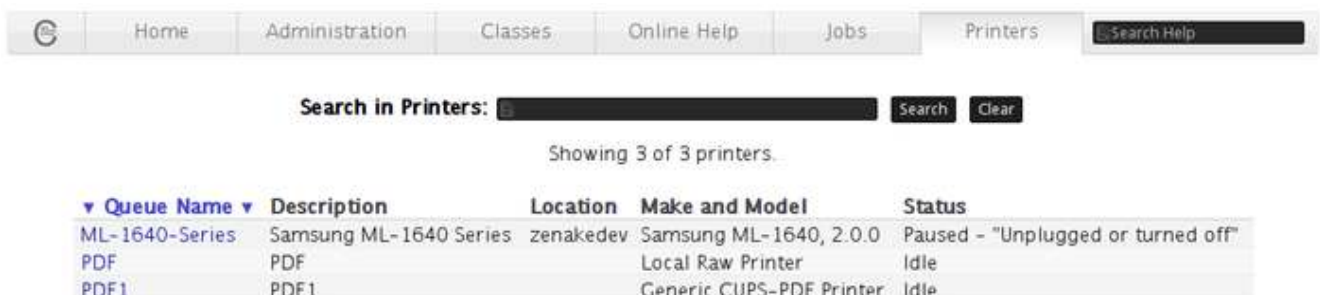 Home Administration Classes Online Help Jobs Printers Search Help
Search in Printers: Search Clear
Showing 3 of 3 printers.
▼ Queue Name ▼ Description Location Make and Model Status
ML-1640-Series Samsung ML-1640 Series zenakedev Samsung ML-1640, 2.0.0 Paused - "Unplugged or turned off"
PDF PDF Local Raw Printer Idle
PDF1 PDF1 Generic CUPS-PDF Printer Idle